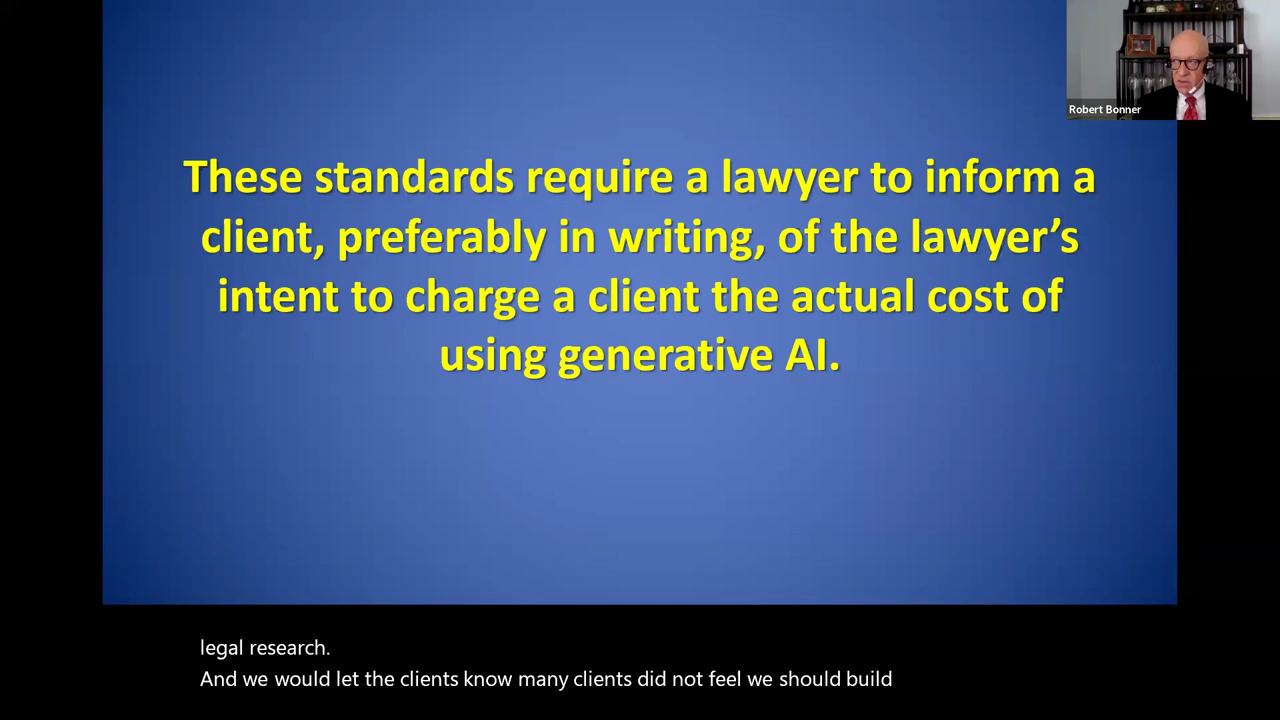 Robert Bonner
These standards require a lawyer to inform a
client, preferably in writing, of the lawyer’s
intent to charge a client the actual cost of
using generative AI.
legal research.
And we would let the clients know many clients did not feel we should build